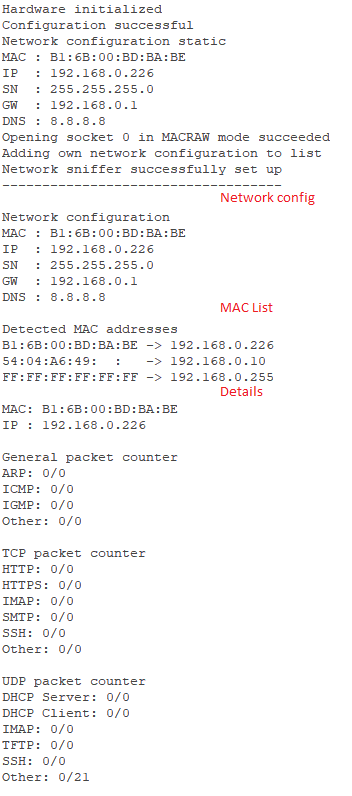 Hardware initialized
Configuration successful
Network configuration static
MAC : B1:6B:00:BD:BA:BE
IP  : 192.168.0.226
SN  : 255.255.255.0
GW  : 192.168.0.1
DNS : 8.8.8.8
Opening socket 0 in MACRAW mode succeeded
Adding own network configuration to list
Network sniffer successfully set up
-----------------------------------
Network config
Network configuration
MAC : B1:6B:00:BD:BA:BE
IP  : 192.168.0.226
SN  : 255.255.255.0
GW  : 192.168.0.1
DNS : 8.8.8.8
MAC List
Detected MAC addresses
B1:6B:00:BD:BA:BE -> 192.168.0.226
54:04:A6:49:  :   -> 192.168.0.10
FF:FF:FF:FF:FF:FF -> 192.168.0.255
Details
MAC: B1:6B:00:BD:BA:BE
IP : 192.168.0.226
General packet counter
ARP: 0/0
ICMP: 0/0
IGMP: 0/0
Other: 0/0
TCP packet counter
HTTP: 0/0
HTTPS: 0/0
IMAP: 0/0
SMTP: 0/0
SSH: 0/0
Other: 0/0
UDP packet counter
DHCP Server: 0/0
DHCP Client: 0/0
IMAP: 0/0
TFTP: 0/0
SSH: 0/0
Other: 0/21